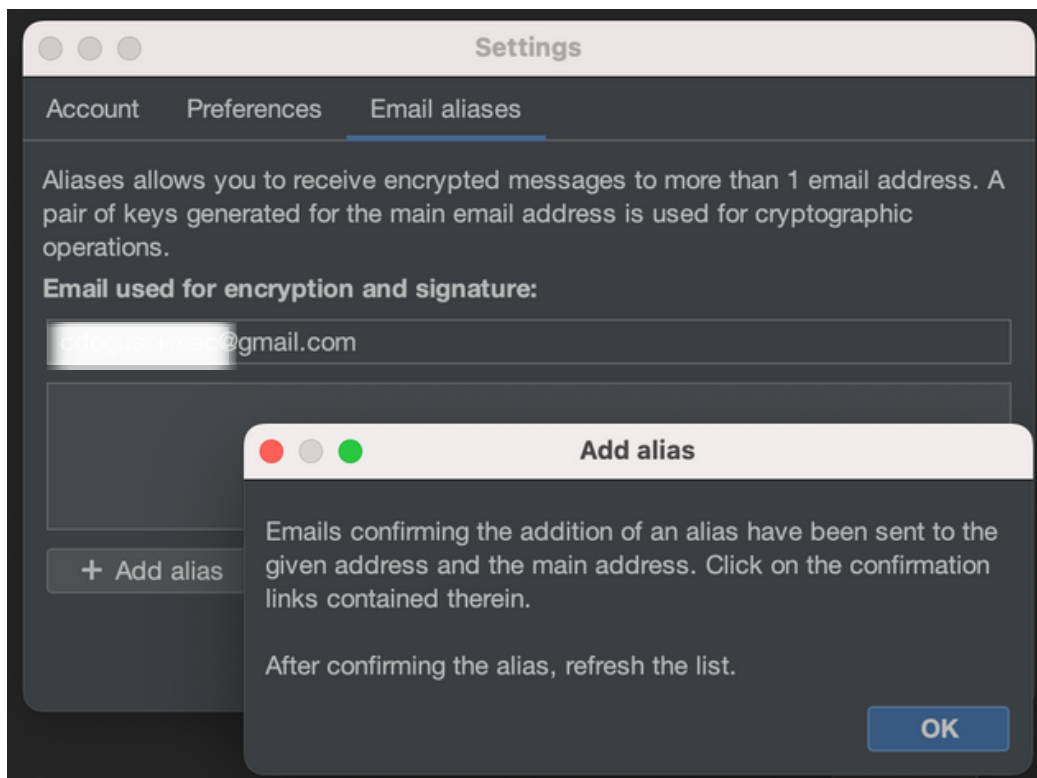 Settings
Account Preferences Email aliases
Aliases allows you to receive encrypted messages to more than 1 email address. A
pair of keys generated for the main email address is used for cryptographic
operations.
Email used for encryption and signature:
@gmail.com
Add alias
Emails confirming the addition of an alias have been sent to the
given address and the main address. Click on the confirmation
links contained therein.
After confirming the alias, refresh the list.
OK
+ Add alias